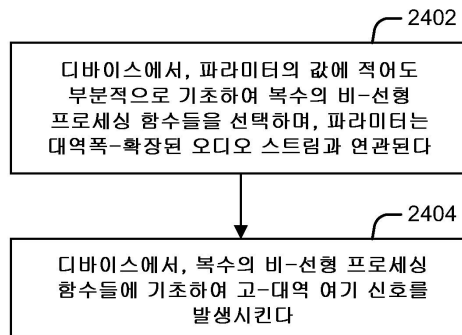 2402
디바이스에서, 파라미터의 값에 적어도
부분적으로 기초하여 복수의 비-선형
프로세싱 함수들을 선택하며, 파라미터는
대역폭-확장된 오디오 스트림과 연관된다
2404
디바이스에서, 복수의 비-선형 프로세싱
함수들에 기초하여 고-대역 여기 신호를
발생시킨다